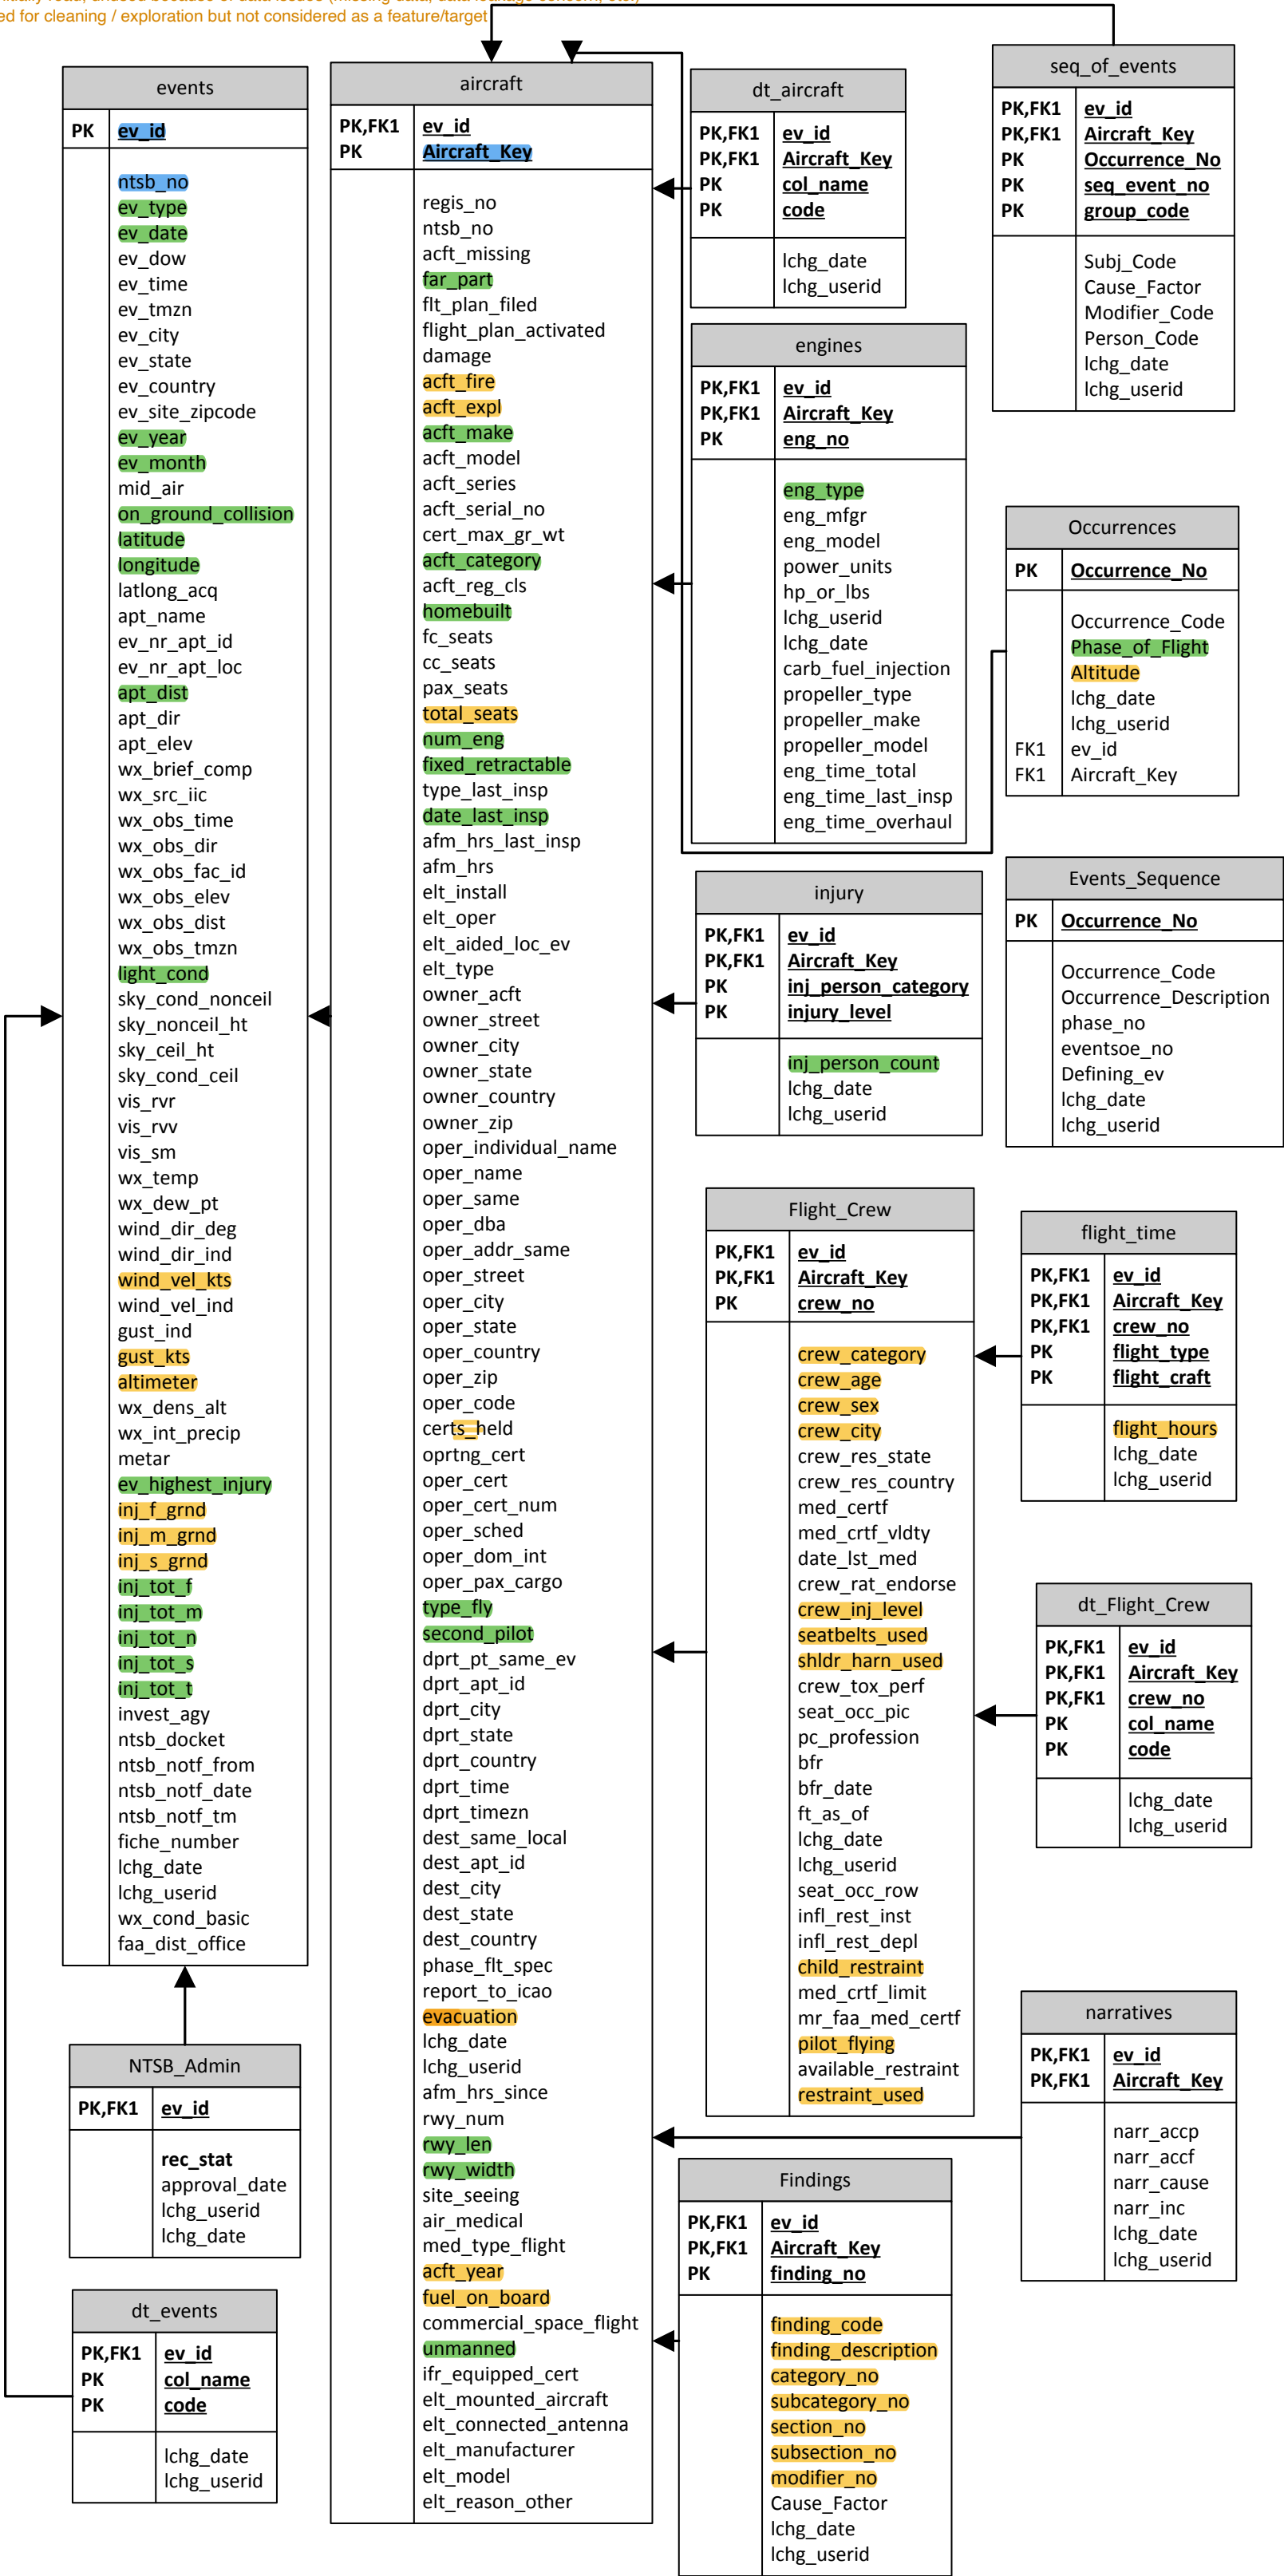 ed for cleaning / exploration but not considered as a feature/target
events
PK ev_id
ntsb_no
ev_type
ev_date
ev_dow
ev_time
ev_tmzn
ev_city
ev_state
ev_country
ev_site_zipcode
ev_year
ev_month
mid_air
on_ground_collision
latitude
longitude
latlong_acq
apt_name
ev_nr_apt_id
ev_nr_apt_loc
apt_dist
apt_dir
apt_elev
wx_brief_comp
wx_src_iic
wx_obs_time
wx_obs_dir
wx_obs_fac_id
wx_obs_elev
wx_obs_dist
wx_obs_tmzn
light_cond
sky_cond_nonceil
sky_nonceil_ht
sky_ceil_ht
sky_cond_ceil
vis_rvr
vis_rvv
vis_sm
wx_temp
wx_dew_pt
wind_dir_deg
wind_dir_ind
wind_vel_kts
wind_vel_ind
gust_ind
gust_kts
altimeter
wx_dens_alt
wx_int_precip
metar
ev_highest_injury
inj_f_grnd
inj_m_grnd
inj_s_grnd
inj_tot_f
inj_tot_m
inj_tot_n
inj_tot_s
inj_tot_t
invest_agy
ntsb_docket
ntsb_notf_from
ntsb_notf_date
ntsb_notf_tm
fiche_number
lchg_date
lchg_userid
wx_cond_basic
faa_dist_office
NTSB_Admin
PK,FK1 ev_id
rec_stat
approval_date
lchg_userid
lchg_date
dt_events
PK,FK1 ev_id
PK col_name
PK code
lchg_date
lchg_userid
aircraft
PK,FK1 ev_id
PK Aircraft_Key
regis_no
ntsb_no
acft_missing
far_part
flt_plan_filed
flight_plan_activated
damage
acft_fire
acft_expl
acft_make
acft_model
acft_series
acft_serial_no
cert_max_gr_wt
acft_category
acft_reg_cls
homebuilt
fc_seats
cc_seats
pax_seats
total_seats
num_eng
fixed_retractable
type_last_insp
date_last_insp
afm_hrs_last_insp
afm_hrs
elt_install
elt_oper
elt_aided_loc_ev
elt_type
owner_acft
owner_street
owner_city
owner_state
owner_country
owner_zip
oper_individual_name
oper_name
oper_same
oper_dba
oper_addr_same
oper_street
oper_city
oper_state
oper_country
oper_zip
oper_code
certs_held
oprtng_cert
oper_cert
oper_cert_num
oper_sched
oper_dom_int
oper_pax_cargo
type_fly
second_pilot
dprt_pt_same_ev
dprt_apt_id
dprt_city
dprt_state
dprt_country
dprt_time
dprt_timezn
dest_same_local
dest_apt_id
dest_city
dest_state
dest_country
phase_flt_spec
report_to_icao
evacuation
lchg_date
lchg_userid
afm_hrs_since
rwy_num
rwy_len
rwy_width
site_seeing
air_medical
med_type_flight
acft_year
fuel_on_board
commercial_space_flight
unmanned
ifr_equipped_cert
elt_mounted_aircraft
elt_connected_antenna
elt_manufacturer
elt_model
elt_reason_other
dt_aircraft
PK,FK1 ev_id
PK,FK1 Aircraft_Key
PK col_name
PK code
lchg_date
lchg_userid
engines
PK,FK1 ev_id
PK,FK1 Aircraft_Key
PK eng_no
eng_type
eng_mfgr
eng_model
power_units
hp_or_lbs
lchg_userid
lchg_date
carb_fuel_injection
propeller_type
propeller_make
propeller_model
eng_time_total
eng_time_last_insp
eng_time_overhaul
injury
PK,FK1 ev_id
PK,FK1 Aircraft_Key
PK inj_person_category
PK injury_level
inj_person_count
lchg_date
lchg_userid
Flight_Crew
PK,FK1 ev_id
PK,FK1 Aircraft_Key
PK crew_no
crew_category
crew_age
crew_sex
crew_city
crew_res_state
crew_res_country
med_certf
med_crtf_vldty
date_lst_med
crew_rat_endorse
crew_inj_level
seatbelts_used
shldr_harn_used
crew_tox_perf
seat_occ_pic
pc_profession
bfr
bfr_date
ft_as_of
lchg_date
lchg_userid
seat_occ_row
infl_rest_inst
infl_rest_depl
child_restraint
med_crtf_limit
mr_faa_med_certf
pilot_flying
available_restraint
restraint_used
Findings
PK,FK1 ev_id
PK,FK1 Aircraft_Key
PK finding_no
finding_code
finding_description
category_no
subcategory_no
section_no
subsection_no
modifier_no
Cause_Factor
lchg_date
lchg_userid
seq_of_events
PK,FK1 ev_id
PK,FK1 Aircraft_Key
PK Occurrence_No
PK seq_event_no
PK group_code
Subj_Code
Cause_Factor
Modifier_Code
Person_Code
lchg_date
lchg_userid
Occurrences
PK Occurrence_No
Occurrence_Code
Phase_of_Flight
Altitude
lchg_date
lchg_userid
FK1 ev_id
FK1 Aircraft_Key
Events_Sequence
PK Occurrence_No
Occurrence_Code
Occurrence_Description
phase_no
eventsoe_no
Defining_ev
lchg_date
lchg_userid
flight_time
PK,FK1 ev_id
PK,FK1 Aircraft_Key
PK,FK1 crew_no
PK flight_type
PK flight_craft
flight_hours
lchg_date
lchg_userid
dt_Flight_Crew
PK,FK1 ev_id
PK,FK1 Aircraft_Key
PK,FK1 crew_no
PK col_name
PK code
lchg_date
lchg_userid
narratives
PK,FK1 ev_id
PK,FK1 Aircraft_Key
narr_accp
narr_accf
narr_cause
narr_inc
lchg_date
lchg_userid